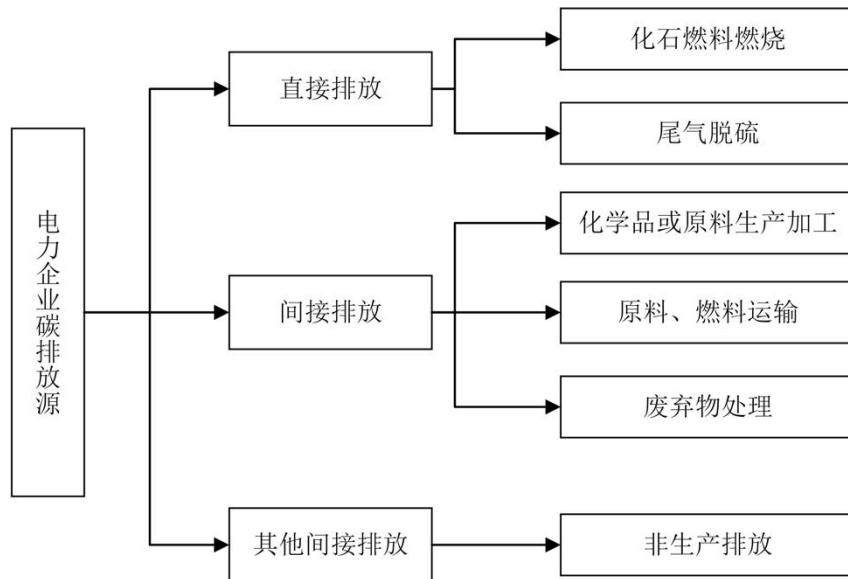 电力企业碳排放源
直接排放
化石燃料燃烧
尾气脱硫
间接排放
化学品或原料生产加工
原料、燃料运输
废弃物处理
其他间接排放
非生产排放